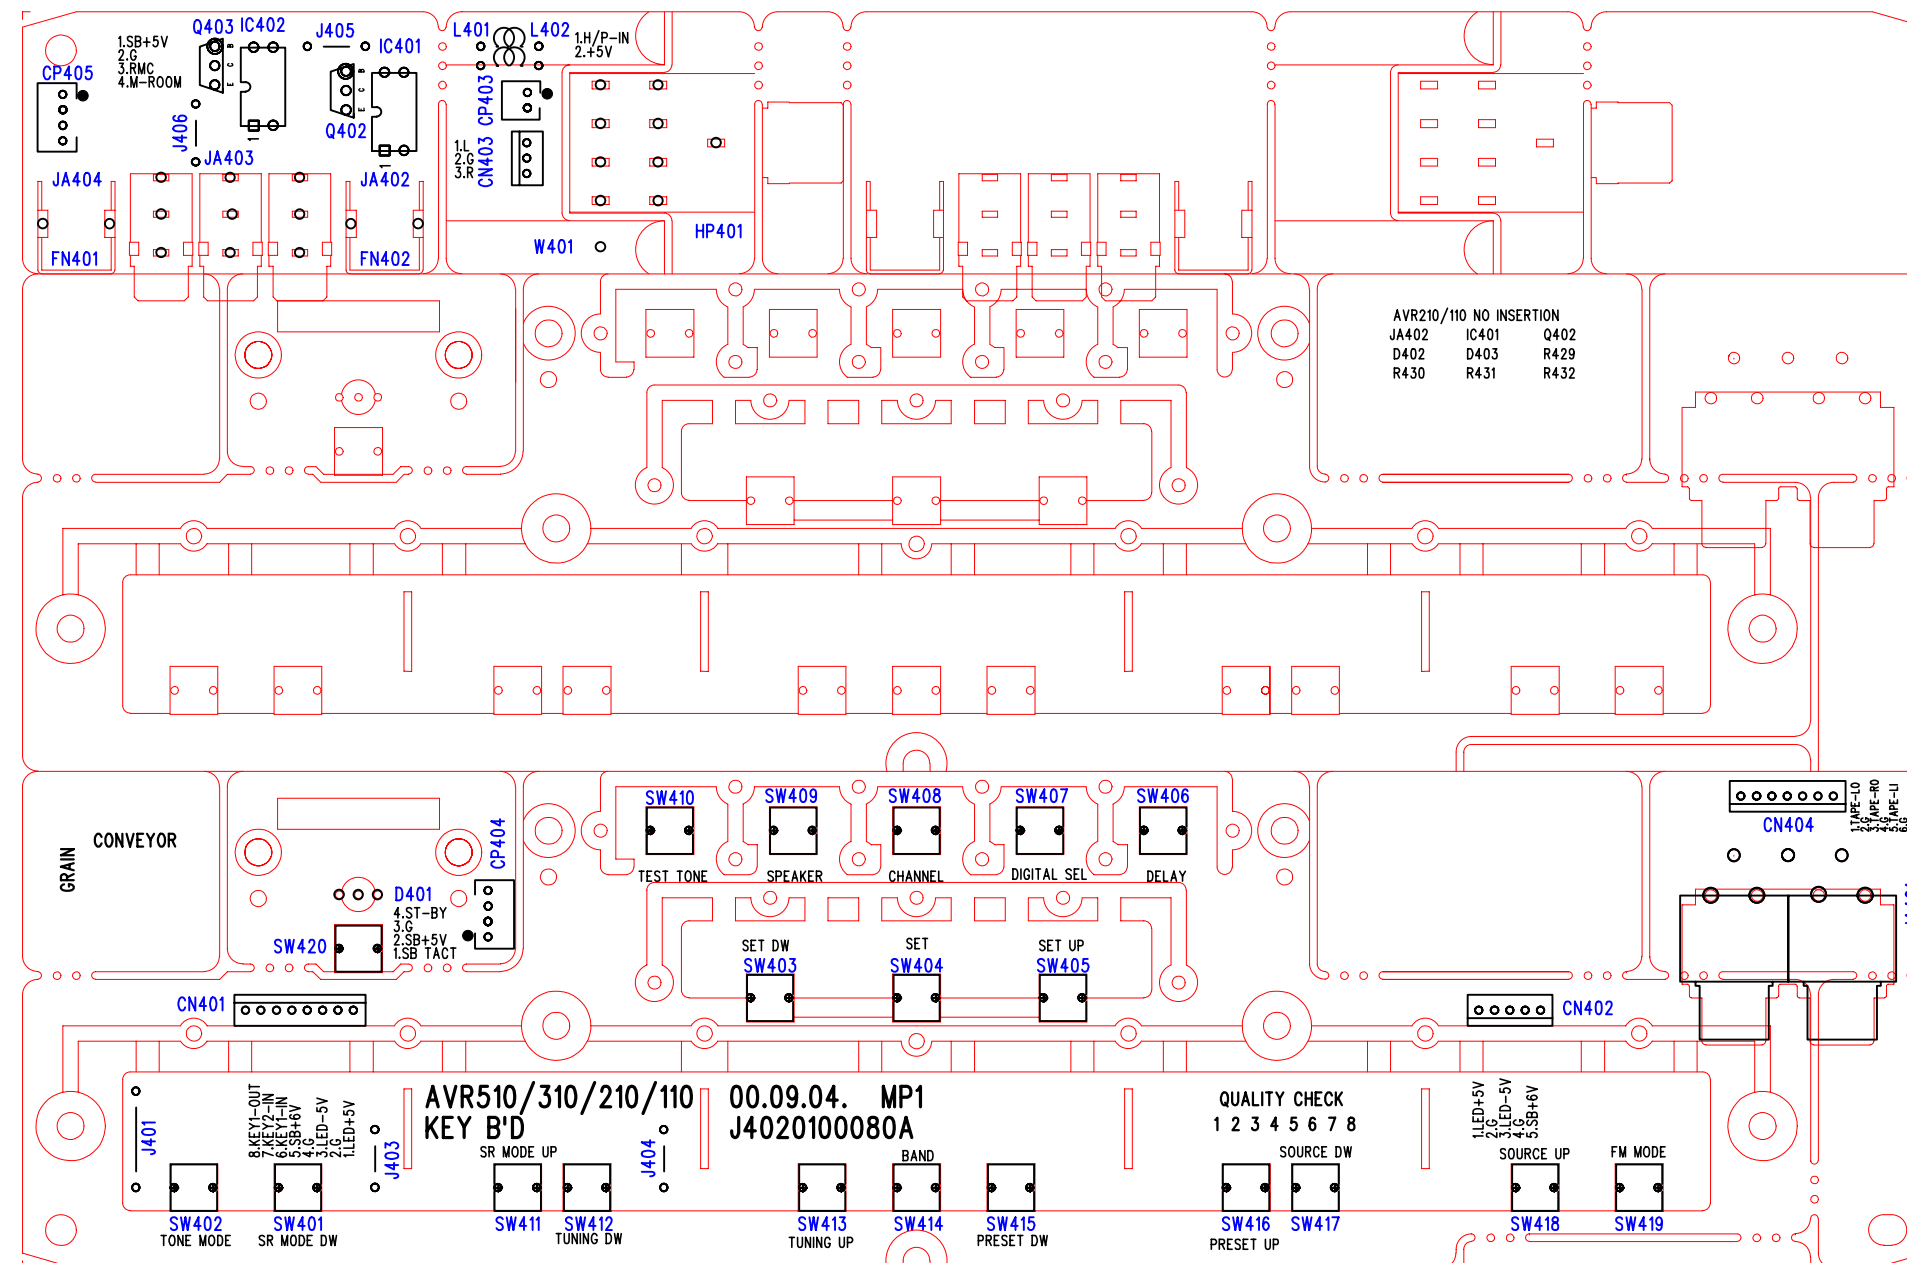 Q403
IC402
J405
IC401
L401
L402
1.H/P-IN
2.+5V
1.SB+5V
2.G
3.RMC
4.M-ROOM
CP405
B
C
E
B
C
E
J406
Q402
1
1
CP403
CN403
1.L
2.G
3.R
JA403
JA404
JA402
FN401
FN402
W401
HP401
AVR210/110 NO INSERTION
JA402 IC401 Q402
D402 D403 R429
R430 R431 R432
GRAIN
CONVEYOR
CP404
D401
4.ST-BY
3.G
2.SB+5V
1.SB TACT
SW420
SW410
SW409
SW408
SW407
SW406
TEST TONE
SPEAKER
CHANNEL
DIGITAL SEL
DELAY
SET DW
SET
SET UP
SW403
SW404
SW405
CN404
1.TAPE-LO
2.G
3.TAPE-RO
4.G
5.TAPE-LI
6.G
CN401
CN402
J401
8.KEY1-OUT
7.KEY2-IN
6.KEY1-IN
5.SB+6V
4.G
3.LED-5V
2.G
1.LED+5V
J403
AVR510/310/210/110 00.09.04. MP1
KEY B'D J4020100080A
J404
QUALITY CHECK
1 2 3 4 5 6 7 8
1.LED+5V
2.G
3.LED-5V
4.G
5.SB+6V
SR MODE UP
BAND
SOURCE DW
SOURCE UP
FM MODE
SW402
SW401
SW411
SW412
SW413
SW414
SW415
SW416
SW417
SW418
SW419
TONE MODE
SR MODE DW
TUNING DW
TUNING UP
PRESET DW
PRESET UP